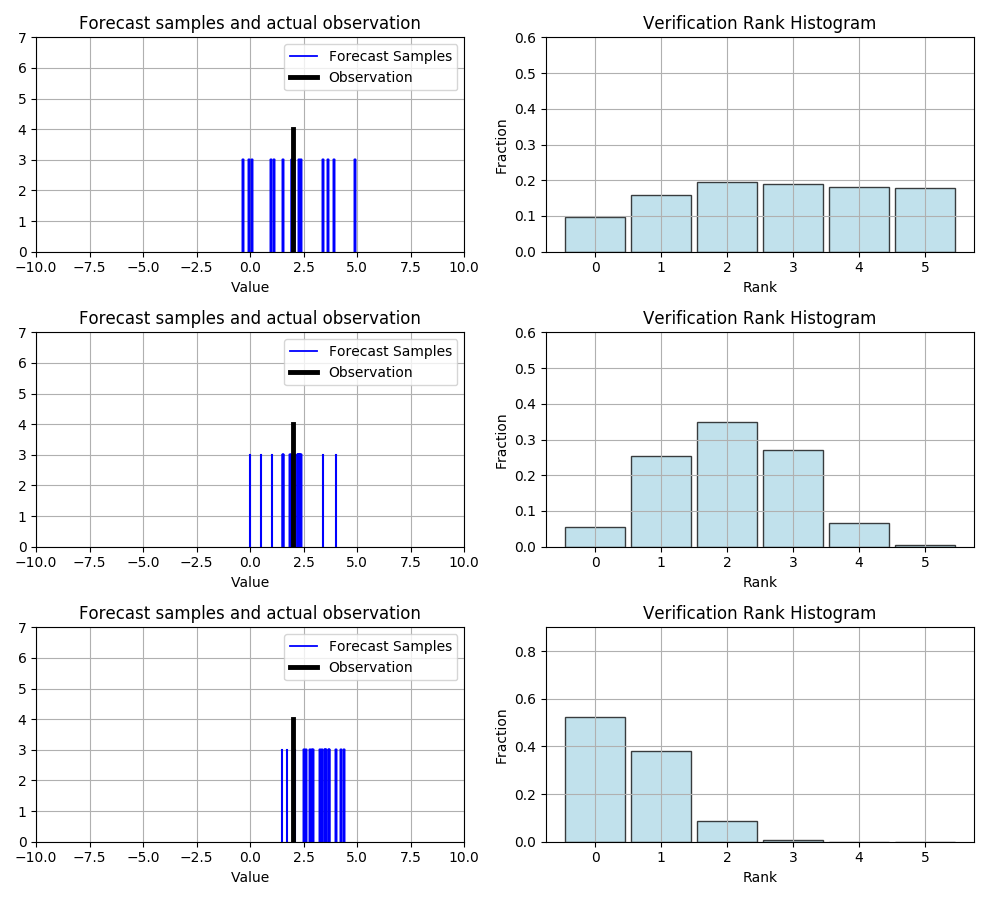 Forecast samples and actual observation
7
6
5
4
3
2
1
0
Forecast Samples
Observation
−10.0 −7.5 −5.0 −2.5 0.0 2.5 5.0 7.5 10.0
Value
Verification Rank Histogram
0.6
0.5
0.4
0.3
0.2
0.1
0.0
Fraction
0 1 2 3 4 5
Rank
Forecast samples and actual observation
7
6
5
4
3
2
1
0
Forecast Samples
Observation
−10.0 −7.5 −5.0 −2.5 0.0 2.5 5.0 7.5 10.0
Value
Verification Rank Histogram
0.6
0.5
0.4
0.3
0.2
0.1
0.0
Fraction
0 1 2 3 4 5
Rank
Forecast samples and actual observation
7
6
5
4
3
2
1
0
Forecast Samples
Observation
−10.0 −7.5 −5.0 −2.5 0.0 2.5 5.0 7.5 10.0
Value
Verification Rank Histogram
0.8
0.6
0.4
0.2
0.0
Fraction
0 1 2 3 4 5
Rank